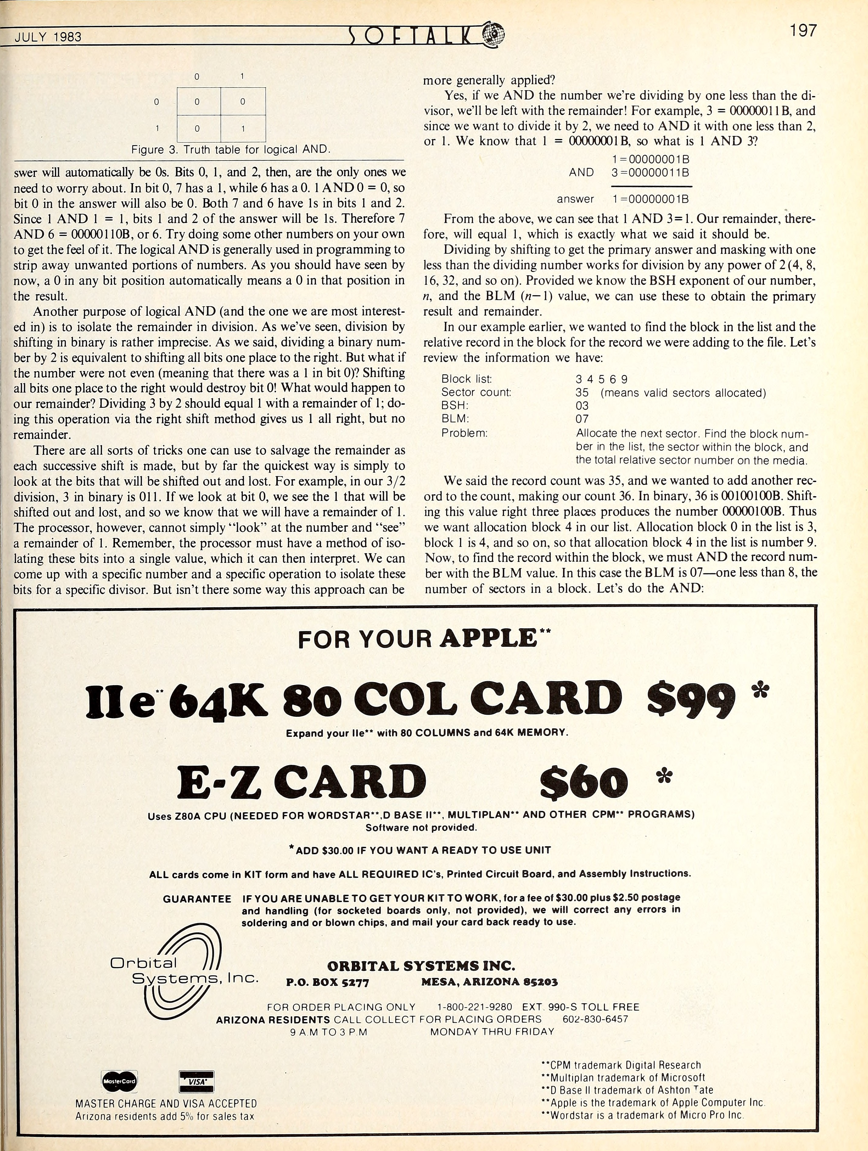 JULY 1983
SOFTALK
197
0 1
0 0 0
1 0 1
Figure 3. Truth table for logical AND.
swer will automatically be 0s. Bits 0, 1, and 2, then, are the only ones we
need to worry about. In bit 0, 7 has a 1, while 6 has a 0. 1 AND 0 = 0, so
bit 0 in the answer will also be 0. Both 7 and 6 have 1s in bits 1 and 2.
Since 1 AND 1 = 1, bits 1 and 2 of the answer will be 1s. Therefore 7
AND 6 = 00000110B, or 6. Try doing some other numbers on your own
to get the feel of it. The logical AND is generally used in programming to
strip away unwanted portions of numbers. As you should have seen by
now, a 0 in any bit position automatically means a 0 in that position in
the result.
Another purpose of logical AND (and the one we are most interest-
ed in) is to isolate the remainder in division. As we've seen, division by
shifting in binary is rather imprecise. As we said, dividing a binary num-
ber by 2 is equivalent to shifting all bits one place to the right. But what if
the number were not even (meaning that there was a 1 in bit 0)? Shifting
all bits one place to the right would destroy bit 0! What would happen to
our remainder? Dividing 3 by 2 should equal 1 with a remainder of 1; do-
ing this operation via the right shift method gives us 1 all right, but no
remainder.
There are all sorts of tricks one can use to salvage the remainder as
each successive shift is made, but by far the quickest way is simply to
look at the bits that will be shifted out and lost. For example, in our 3/2
division, 3 in binary is 011. If we look at bit 0, we see the 1 that will be
shifted out and lost, and so we know that we will have a remainder of 1.
The processor, however, cannot simply "look" at the number and "see"
a remainder of 1. Remember, the processor must have a method of iso-
lating these bits into a single value, which it can then interpret. We can
come up with a specific number and a specific operation to isolate these
bits for a specific divisor. But isn't there some way this approach can be
more generally applied?
Yes, if we AND the number we're dividing by one less than the di-
visor, we'll be left with the remainder! For example, 3 = 00000011B, and
since we want to divide it by 2, we need to AND it with one less than 2,
or 1. We know that 1 = 00000001B, so what is 1 AND 3?
1=00000001B
AND 3=00000011B
answer 1=00000001B
From the above, we can see that 1 AND 3=1. Our remainder, there-
fore, will equal 1, which is exactly what we said it should be.
Dividing by shifting to get the primary answer and masking with one
less than the dividing number works for division by any power of 2 (4, 8,
16, 32, and so on). Provided we know the BSH exponent of our number,
n, and the BLM (n−1) value, we can use these to obtain the primary
result and remainder.
In our example earlier, we wanted to find the block in the list and the
relative record in the block for the record we were adding to the file. Let's
review the information we have:
Block list: 3 4 5 6 9
Sector count: 35 (means valid sectors allocated)
BSH: 03
BLM: 07
Problem: Allocate the next sector. Find the block num-
ber in the list, the sector within the block, and
the total relative sector number on the media.
We said the record count was 35, and we wanted to add another rec-
ord to the count, making our count 36. In binary, 36 is 00100100B. Shift-
ing this value right three places produces the number 00000100B. Thus
we want allocation block 4 in our list. Allocation block 0 in the list is 3,
block 1 is 4, and so on, so that allocation block 4 in the list is number 9.
Now, to find the record within the block, we must AND the record num-
ber with the BLM value. In this case the BLM is 07—one less than 8, the
number of sectors in a block. Let's do the AND:
FOR YOUR APPLE**
IIe** 64K 80 COL CARD $99 *
Expand your IIe** with 80 COLUMNS and 64K MEMORY.
E-Z CARD $60 *
Uses Z80A CPU (NEEDED FOR WORDSTAR**,D BASE II**, MULTIPLAN** AND OTHER CPM** PROGRAMS)
Software not provided.
*ADD $30.00 IF YOU WANT A READY TO USE UNIT
ALL cards come in KIT form and have ALL REQUIRED IC's, Printed Circuit Board, and Assembly Instructions.
GUARANTEE IF YOU ARE UNABLE TO GET YOUR KIT TO WORK, for a fee of $30.00 plus $2.50 postage
and handling (for socketed boards only, not provided), we will correct any errors in
soldering and or blown chips, and mail your card back ready to use.
Orbital
Systems, Inc.
ORBITAL SYSTEMS INC.
P.O. BOX 5277 MESA, ARIZONA 85203
FOR ORDER PLACING ONLY 1-800-221-9280 EXT. 990-S TOLL FREE
ARIZONA RESIDENTS CALL COLLECT FOR PLACING ORDERS 602-830-6457
9 A M TO 3 P.M MONDAY THRU FRIDAY
MasterCard VISA*
MASTER CHARGE AND VISA ACCEPTED
Arizona residents add 5% for sales tax
**CPM trademark Digital Research
**Multiplan trademark of Microsoft
**D Base II trademark of Ashton Tate
**Apple is the trademark of Apple Computer Inc.
**Wordstar is a trademark of Micro Pro Inc.